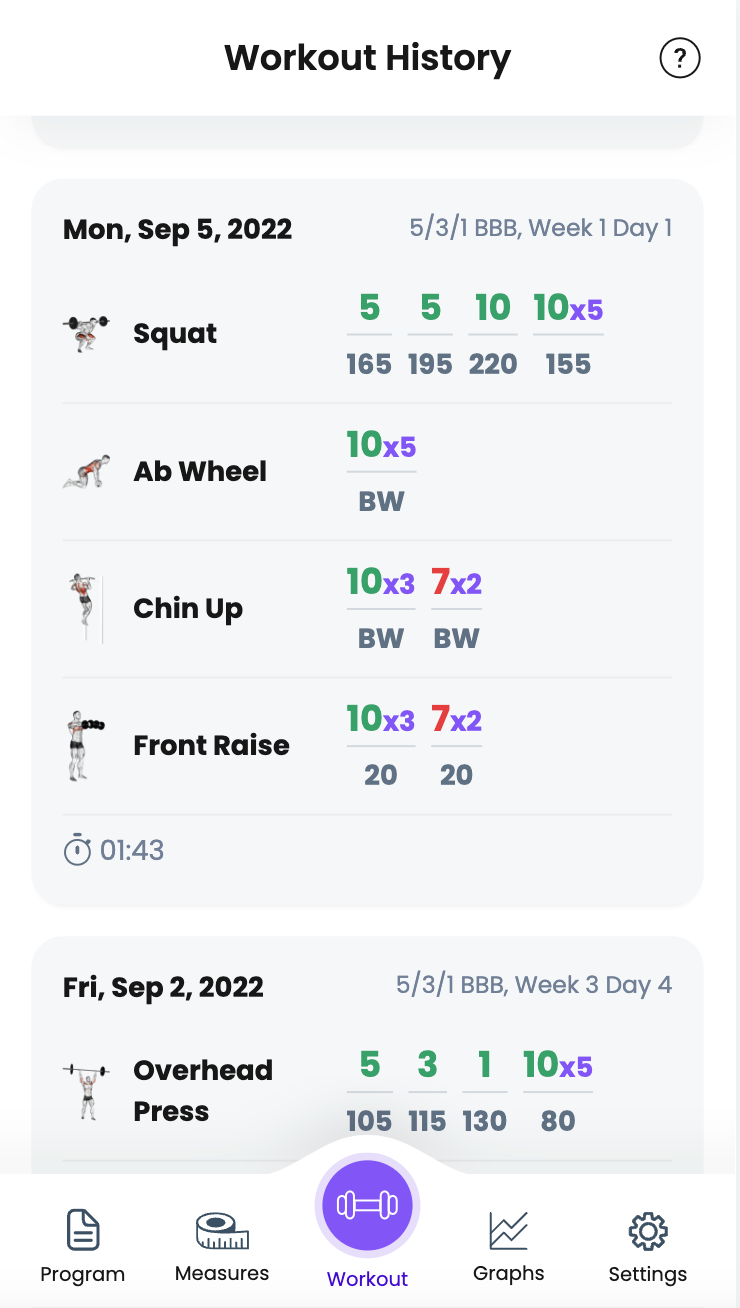 Workout History ?
Mon, Sep 5, 2022 5/3/1 BBB, Week 1 Day 1
Squat
5 5 10 10x5
165 195 220 155
Ab Wheel
10x5
BW
Chin Up
10x3 7x2
BW BW
Front Raise
10x3 7x2
20 20
01:43
Fri, Sep 2, 2022 5/3/1 BBB, Week 3 Day 4
Overhead
Press
5 3 1 10x5
105 115 130 80
Program Measures Workout Graphs Settings